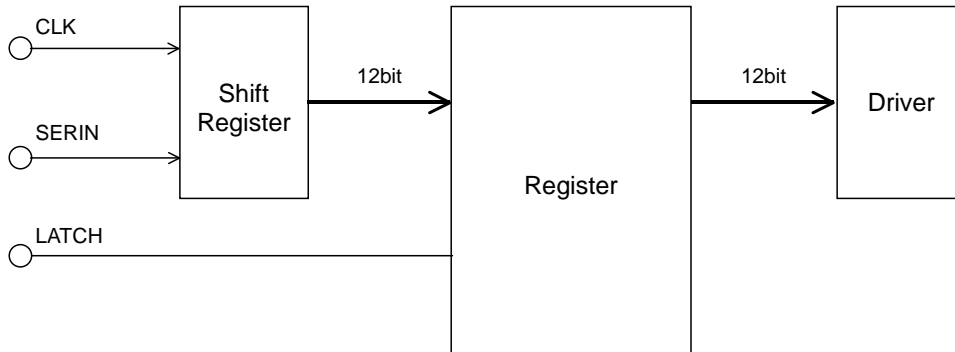 CLK
12bit
12bit
Shift
Register
Driver
SERIN
Register
LATCH